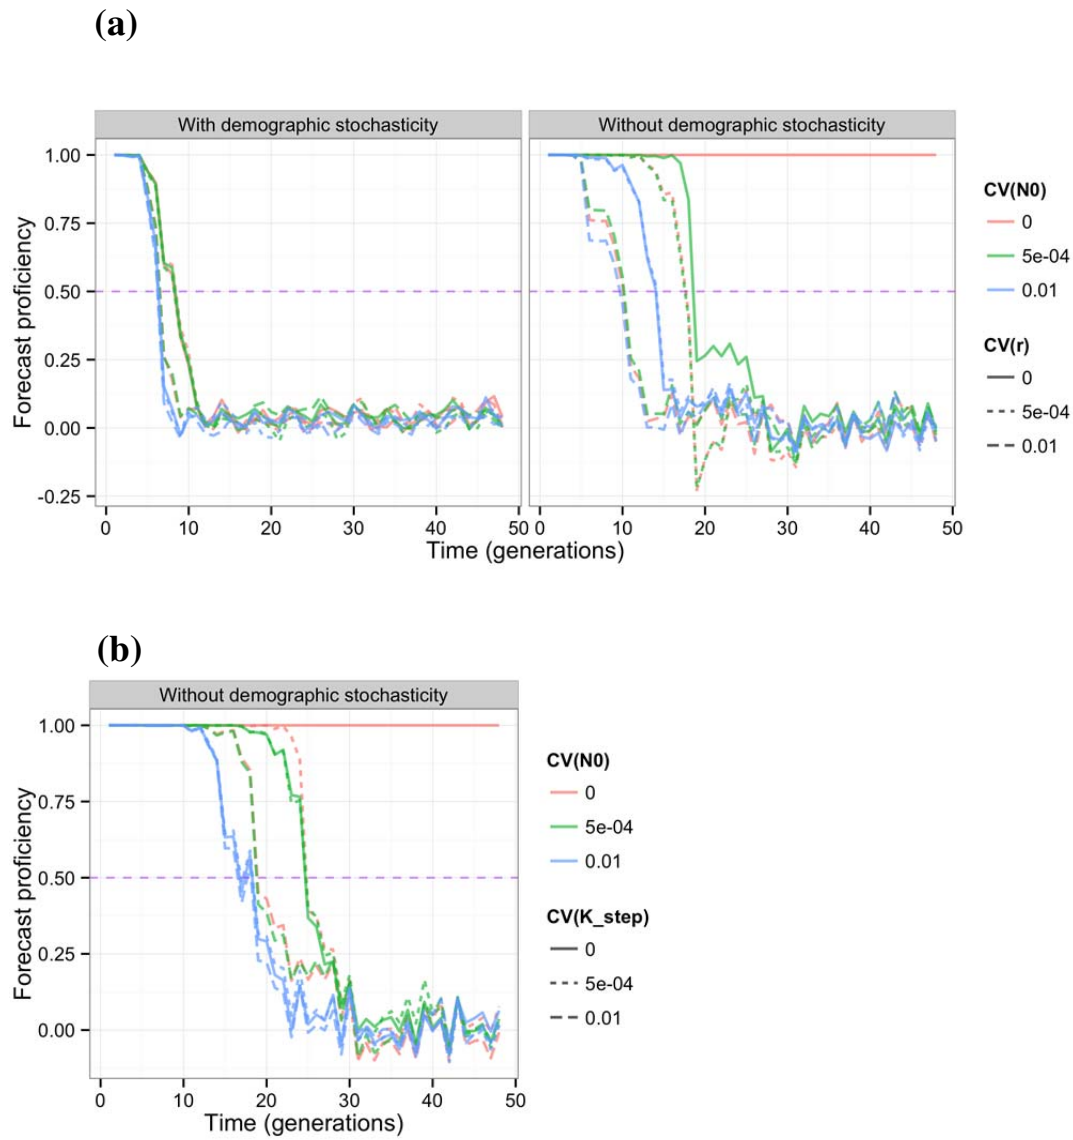 (a)
With demographic stochasticity
Without demographic stochasticity
1.00
0.75
0.50
0.25
0.00
-0.25
Forecast proficiency
0 10 20 30 40 50
0 10 20 30 40 50
Time (generations)
CV(N0)
0
5e-04
0.01
CV(r)
0
5e-04
0.01
(b)
Without demographic stochasticity
1.00
0.75
0.50
0.25
0.00
Forecast proficiency
0 10 20 30 40 50
Time (generations)
CV(N0)
0
5e-04
0.01
CV(K_step)
0
5e-04
0.01